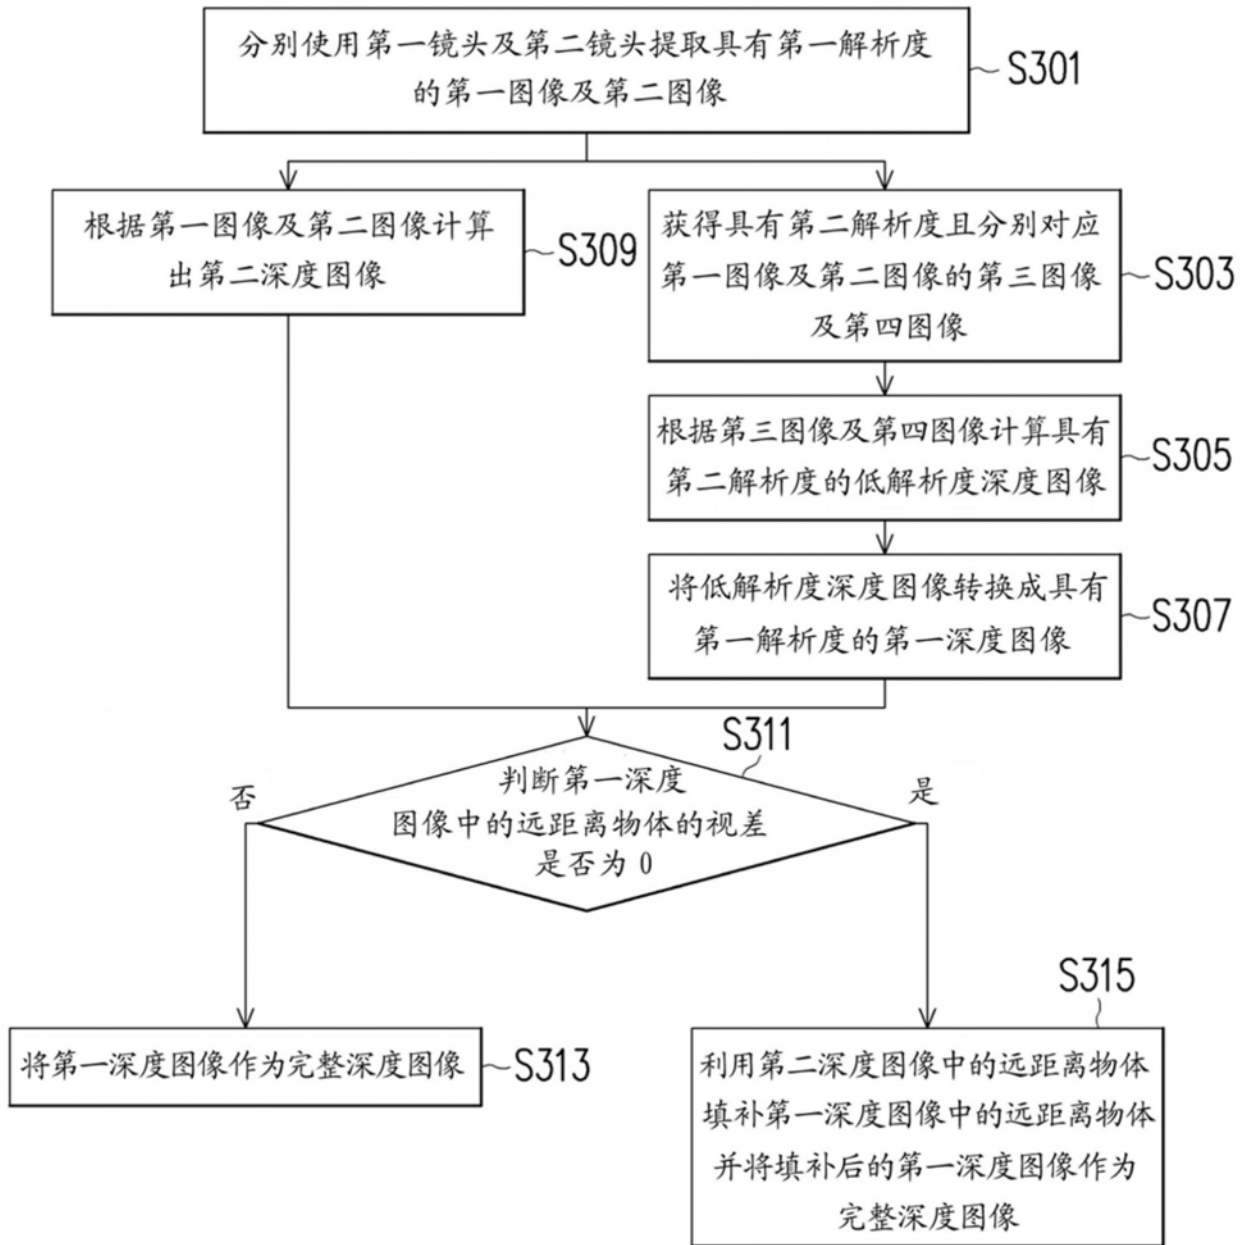 分别使用第一镜头及第二镜头提取具有第一解析度
的第一图像及第二图像
S301
根据第一图像及第二图像计算
出第二深度图像
S309
获得具有第二解析度且分别对应
第一图像及第二图像的第三图像
及第四图像
S303
根据第三图像及第四图像计算具有
第二解析度的低解析度深度图像
S305
将低解析度深度图像转换成具有
第一解析度的第一深度图像
S307
S311
判断第一深度
图像中的远距离物体的视差
是否为 0
否
是
将第一深度图像作为完整深度图像
S313
S315
利用第二深度图像中的远距离物体
填补第一深度图像中的远距离物体
并将填补后的第一深度图像作为
完整深度图像